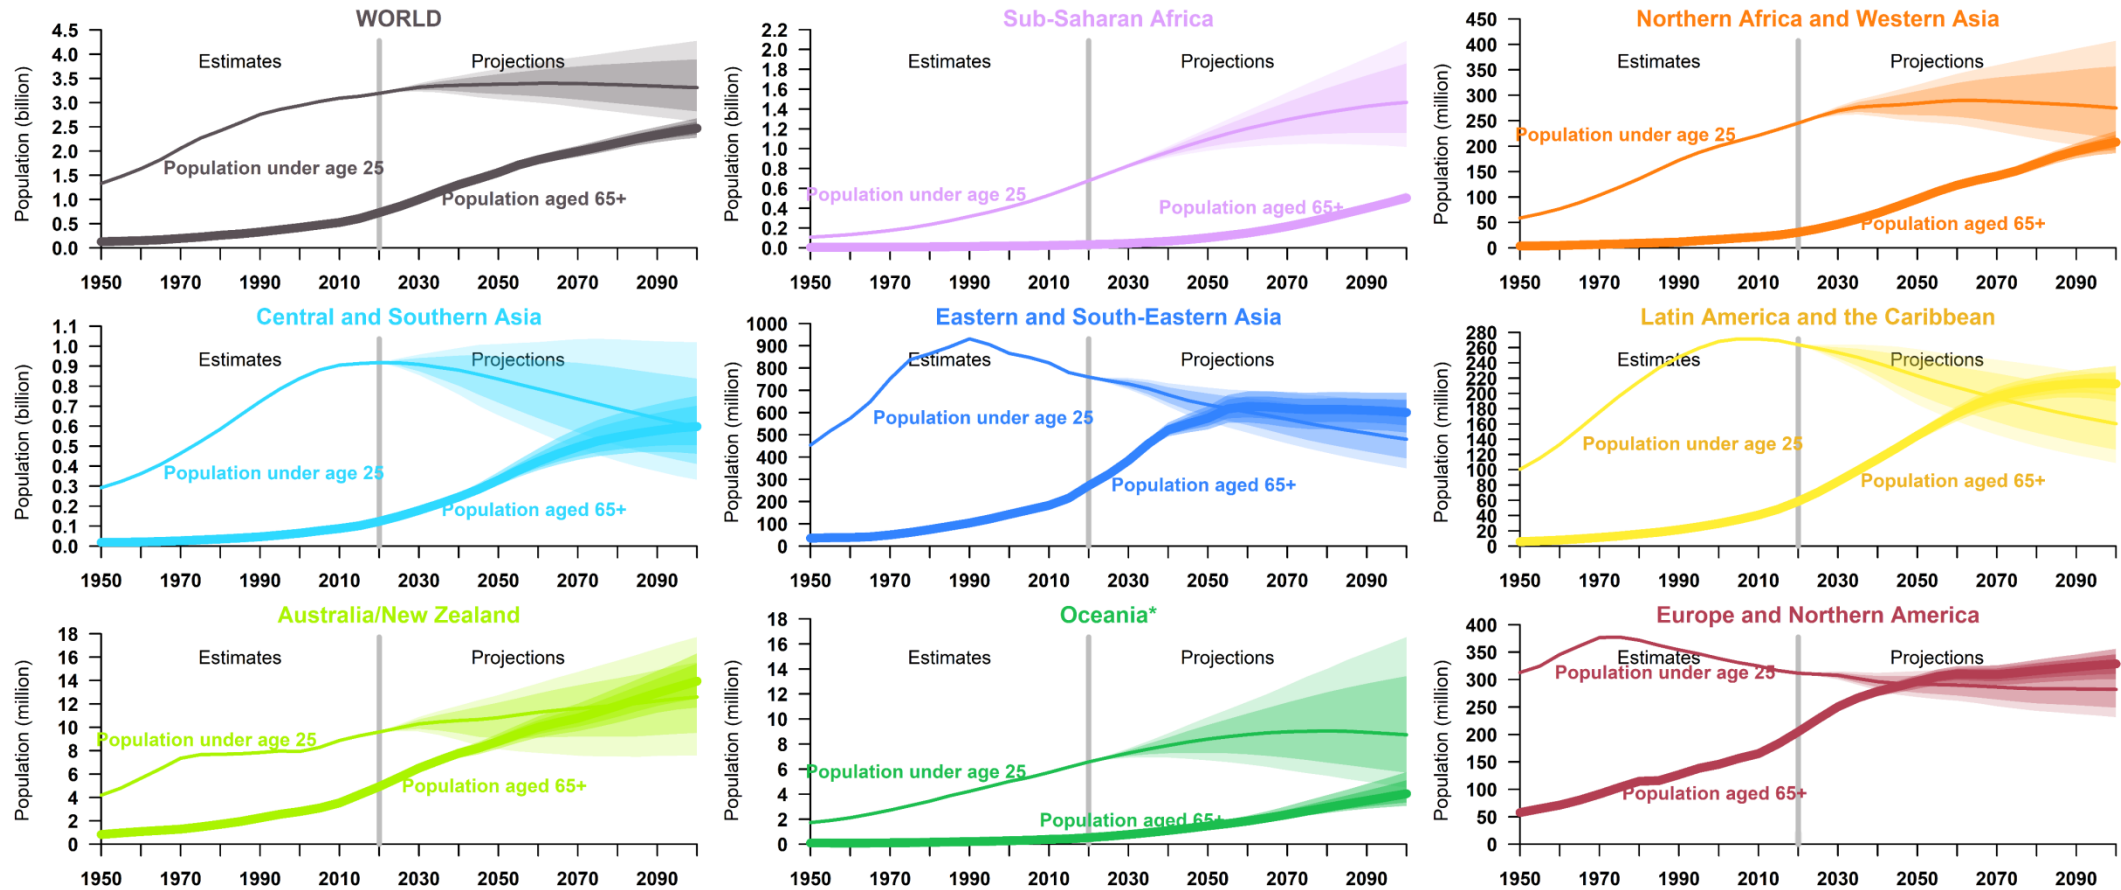 WORLD
Population (billion)
4.5
4.0
3.5
3.0
2.5
2.0
1.5
1.0
0.5
0.0
Estimates
Projections
Population under age 25
Population aged 65+
1950 1970 1990 2010 2030 2050 2070 2090
Sub-Saharan Africa
Population (billion)
2.2
2.0
1.8
1.6
1.4
1.2
1.0
0.8
0.6
0.4
0.2
0.0
Estimates
Projections
Population under age 25
Population aged 65+
1950 1970 1990 2010 2030 2050 2070 2090
Northern Africa and Western Asia
Population (million)
450
400
350
300
250
200
150
100
50
0
Estimates
Projections
Population under age 25
Population aged 65+
1950 1970 1990 2010 2030 2050 2070 2090
Central and Southern Asia
Population (billion)
1.1
1.0
0.9
0.8
0.7
0.6
0.5
0.4
0.3
0.2
0.1
0.0
Estimates
Projections
Population under age 25
Population aged 65+
1950 1970 1990 2010 2030 2050 2070 2090
Eastern and South-Eastern Asia
Population (million)
1000
900
800
700
600
500
400
300
200
100
0
Estimates
Projections
Population under age 25
Population aged 65+
1950 1970 1990 2010 2030 2050 2070 2090
Latin America and the Caribbean
Population (million)
280
260
240
220
200
180
160
140
120
100
80
60
40
20
0
Estimates
Projections
Population under age 25
Population aged 65+
1950 1970 1990 2010 2030 2050 2070 2090
Australia/New Zealand
Population (million)
18
16
14
12
10
8
6
4
2
0
Estimates
Projections
Population under age 25
Population aged 65+
1950 1970 1990 2010 2030 2050 2070 2090
Oceania*
Population (million)
18
16
14
12
10
8
6
4
2
0
Estimates
Projections
Population under age 25
Population aged 65+
1950 1970 1990 2010 2030 2050 2070 2090
Europe and Northern America
Population (million)
400
350
300
250
200
150
100
50
0
Estimates
Projections
Population under age 25
Population aged 65+
1950 1970 1990 2010 2030 2050 2070 2090